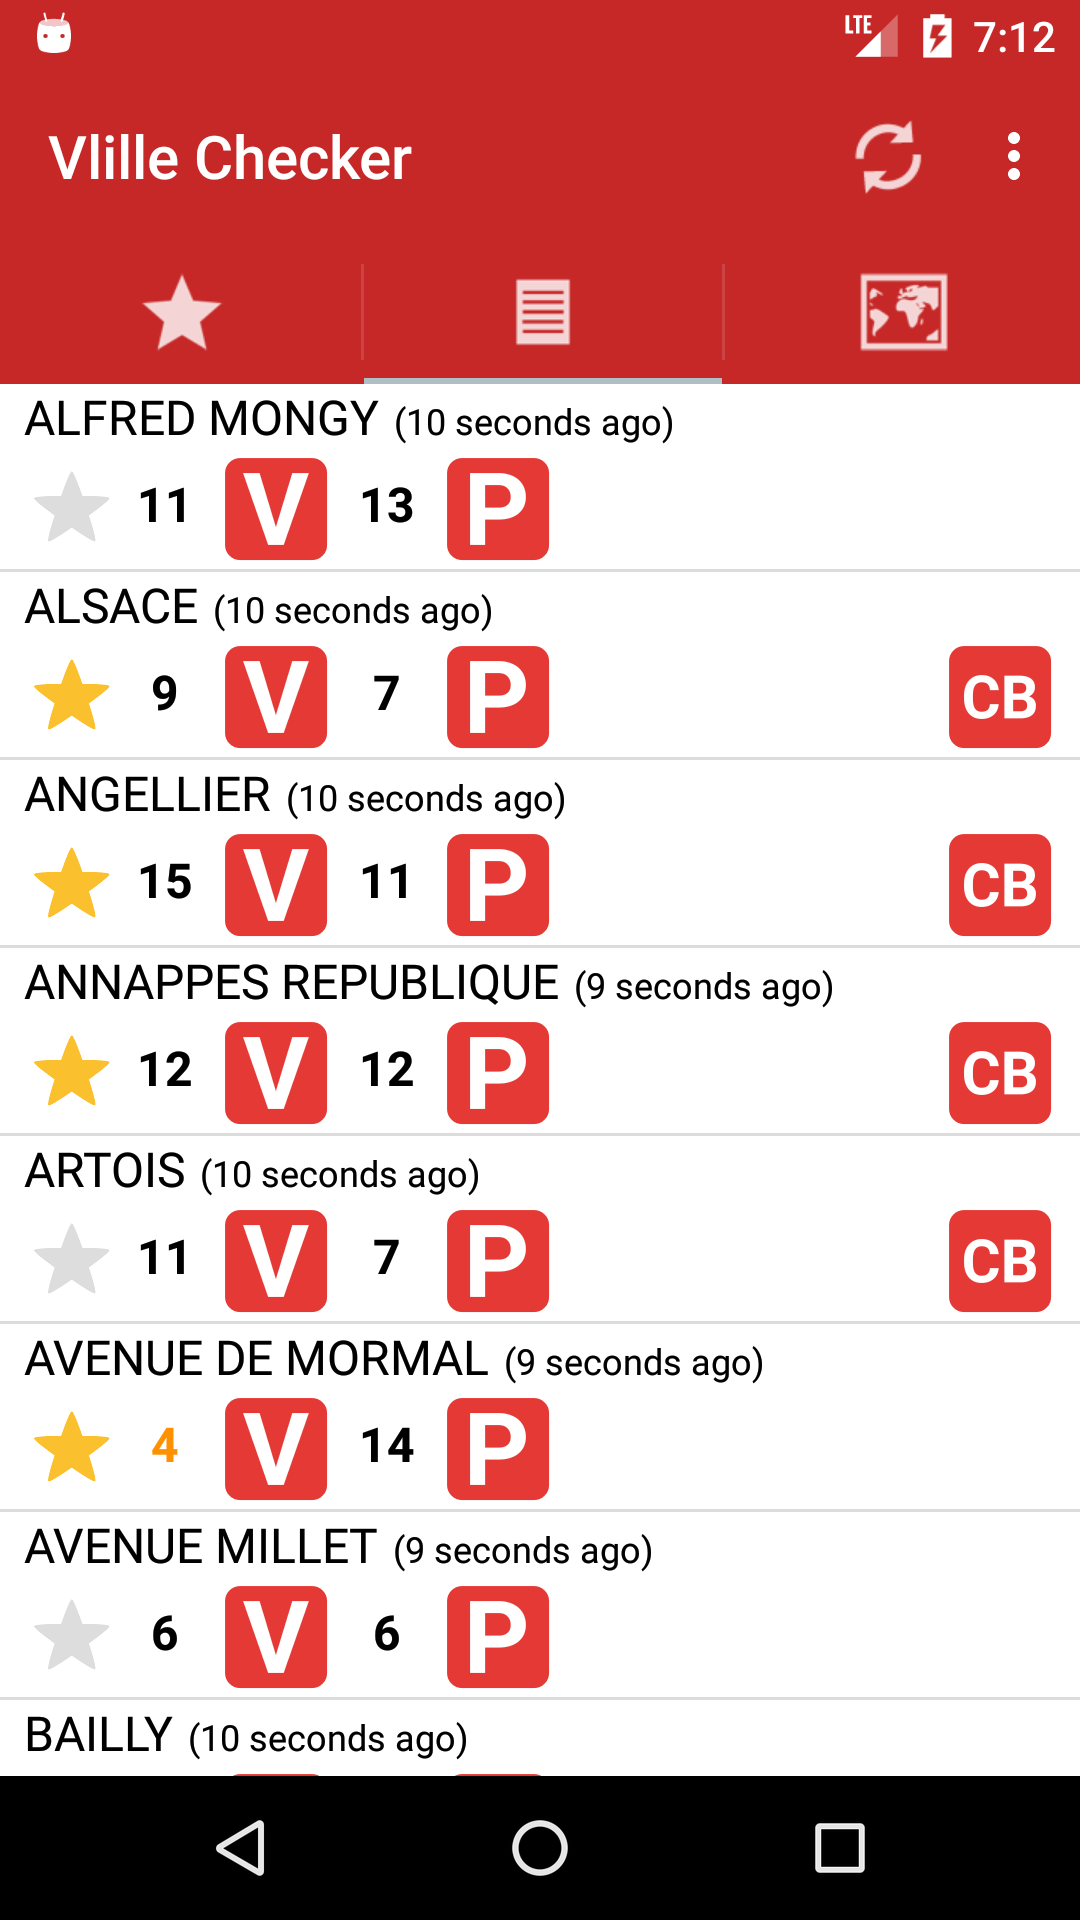 LTE 7:12
Vlille Checker
ALFRED MONGY (10 seconds ago)
11 V 13 P
ALSACE (10 seconds ago)
9 V 7 P CB
ANGELLIER (10 seconds ago)
15 V 11 P CB
ANNAPPES REPUBLIQUE (9 seconds ago)
12 V 12 P CB
ARTOIS (10 seconds ago)
11 V 7 P CB
AVENUE DE MORMAL (9 seconds ago)
4 V 14 P
AVENUE MILLET (9 seconds ago)
6 V 6 P
BAILLY (10 seconds ago)